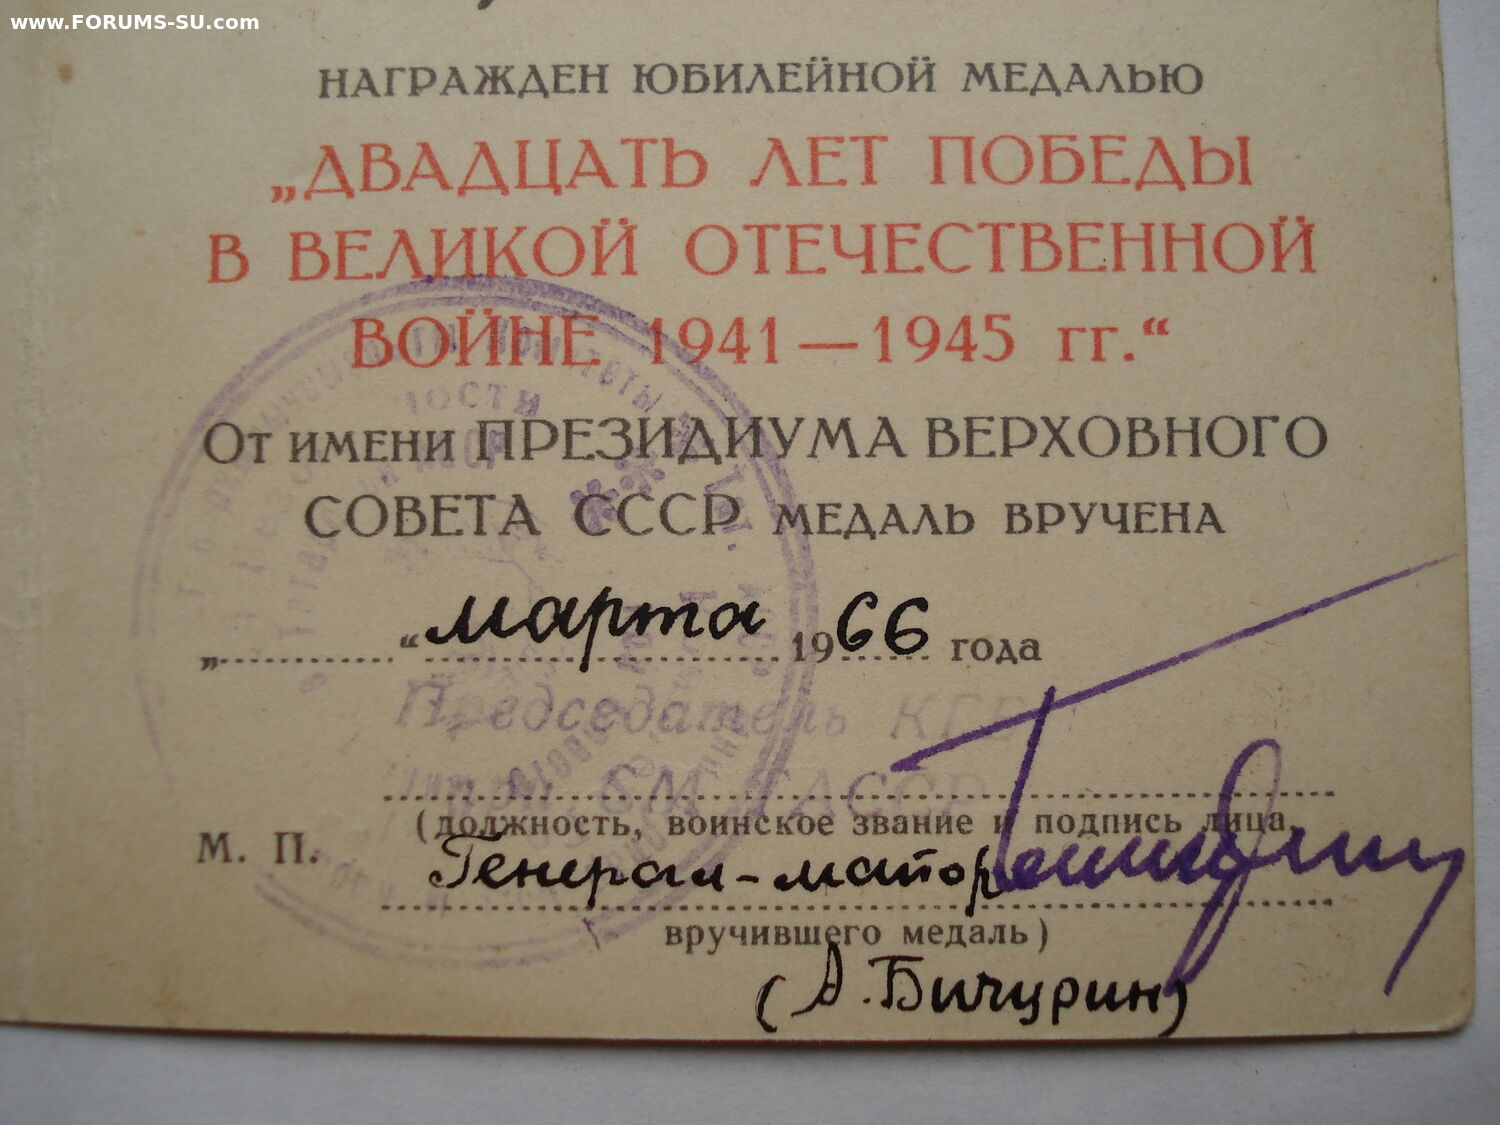 www.FORUMS-SU.com
НАГРАЖДЕН ЮБИЛЕЙНОЙ МЕДАЛЬЮ
„ДВАДЦАТЬ ЛЕТ ПОБЕДЫ
В ВЕЛИКОЙ ОТЕЧЕСТВЕННОЙ
ВОЙНЕ 1941—1945 гг.“
От имени ПРЕЗИДИУМА ВЕРХОВНОГО
СОВЕТА СССР МЕДАЛЬ ВРУЧЕНА
„ “ марта 1966 года
Председатель КГБ
СМ ТАССР
(должность, воинское звание и подпись лица,
М. П.
Генерал-майор
вручившего медаль)
(А. Бичурин)